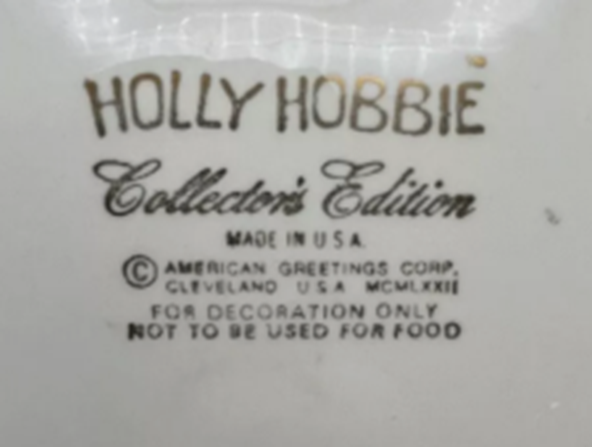 HOLLY HOBBIE
Collector's Edition
MADE IN U.S.A.
© AMERICAN GREETINGS CORP.
CLEVELAND U S A MCMLXXII
FOR DECORATION ONLY
NOT TO BE USED FOR FOOD